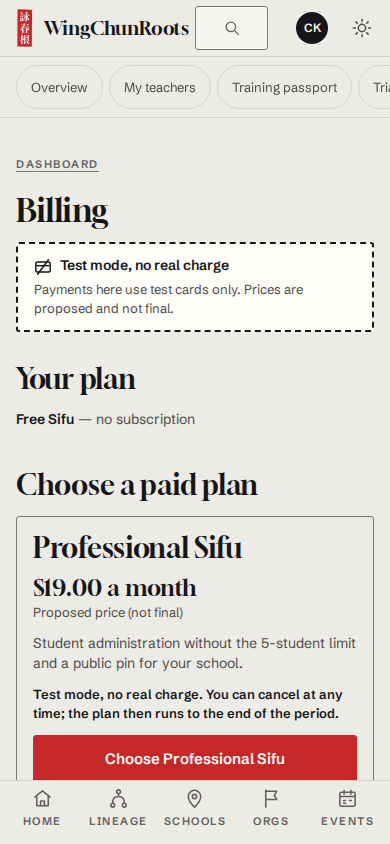 詠春根
WingChunRoots
CK
Overview
My teachers
Training passport
Tria
DASHBOARD
Billing
Test mode, no real charge
Payments here use test cards only. Prices are
proposed and not final.
Your plan
Free Sifu — no subscription
Choose a paid plan
Professional Sifu
$19.00 a month
Proposed price (not final)
Student administration without the 5-student limit
and a public pin for your school.
Test mode, no real charge. You can cancel at any
time; the plan then runs to the end of the period.
Choose Professional Sifu
HOME
LINEAGE
SCHOOLS
ORGS
EVENTS